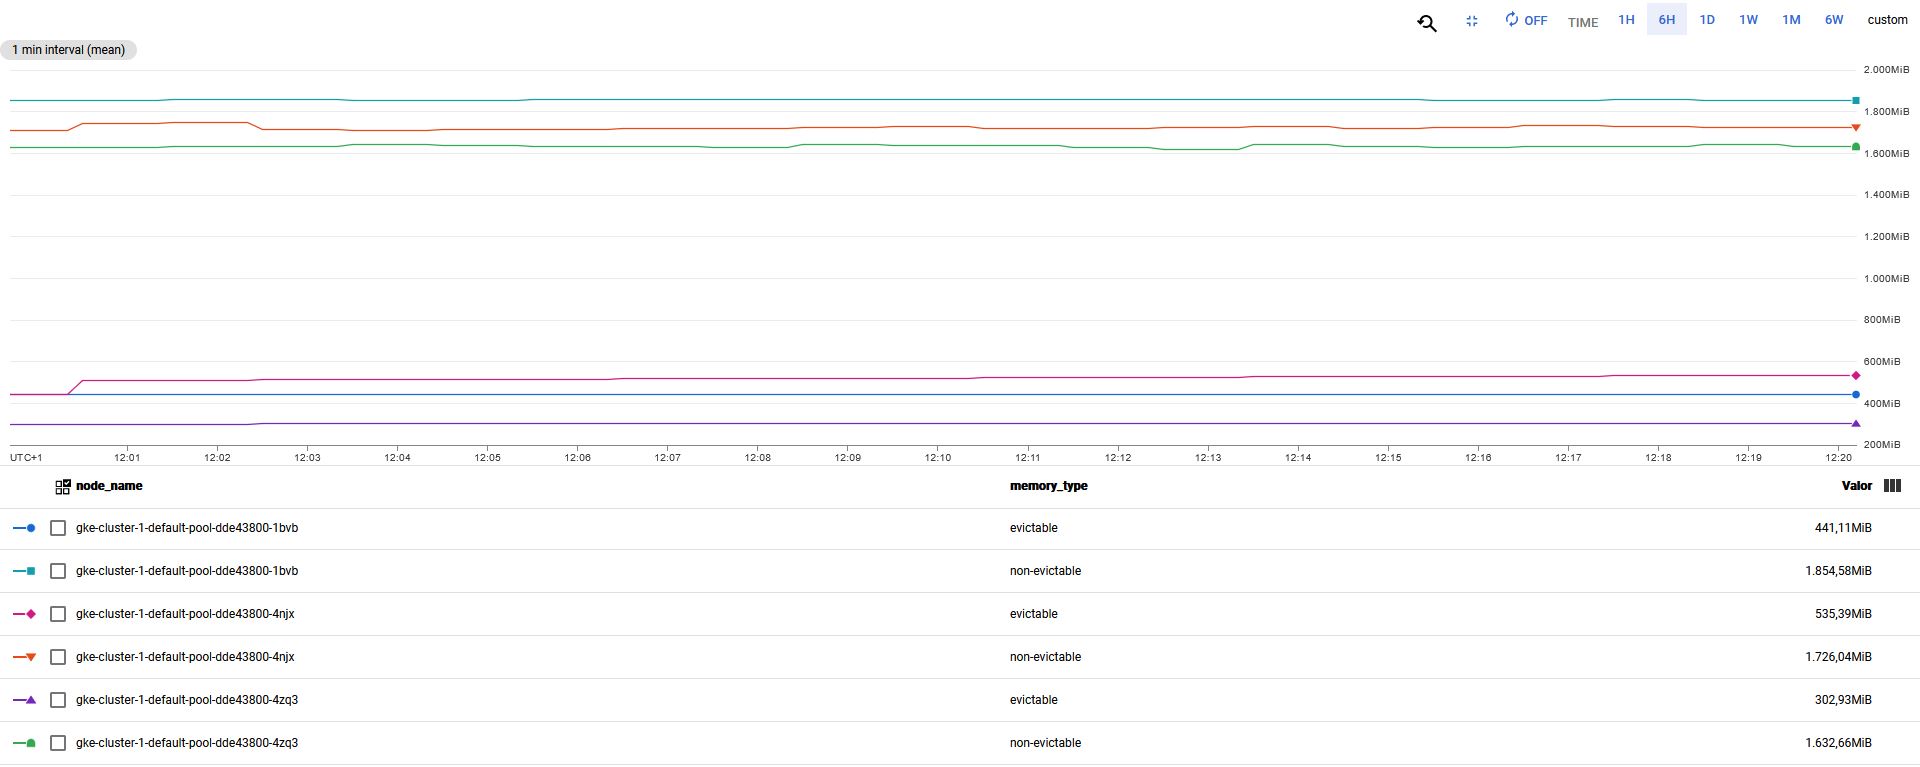 OFF TIME 1H 6H 1D 1W 1M 6W custom
1 min interval (mean)
2.000MiB
1.800MiB
1.600MiB
1.400MiB
1.200MiB
1.000MiB
800MiB
600MiB
400MiB
200MiB
UTC+1 12:01 12:02 12:03 12:04 12:05 12:06 12:07 12:08 12:09 12:10 12:11 12:12 12:13 12:14 12:15 12:16 12:17 12:18 12:19 12:20
node_name memory_type Valor
gke-cluster-1-default-pool-dde43800-1bvb evictable 441,11MiB
gke-cluster-1-default-pool-dde43800-1bvb non-evictable 1.854,58MiB
gke-cluster-1-default-pool-dde43800-4njx evictable 535,39MiB
gke-cluster-1-default-pool-dde43800-4njx non-evictable 1.726,04MiB
gke-cluster-1-default-pool-dde43800-4zq3 evictable 302,93MiB
gke-cluster-1-default-pool-dde43800-4zq3 non-evictable 1.632,66MiB